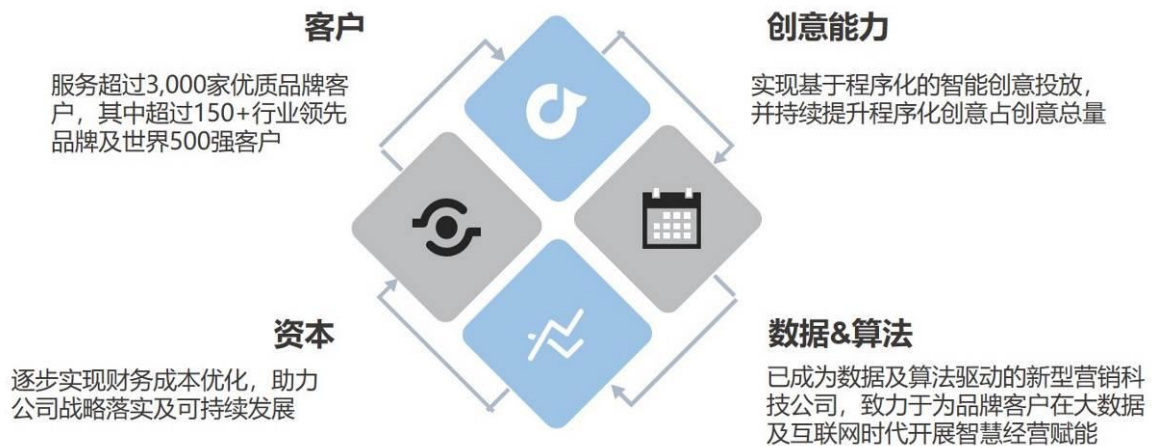 客户
服务超过3,000家优质品牌客
户，其中超过150+行业领先
品牌及世界500强客户
创意能力
实现基于程序化的智能创意投放，
并持续提升程序化创意占创意总量
资本
逐步实现财务成本优化，助力
公司战略落实及可持续发展
数据&算法
已成为数据及算法驱动的新型营销科
技公司，致力于为品牌客户在大数据
及互联网时代开展智慧经营赋能